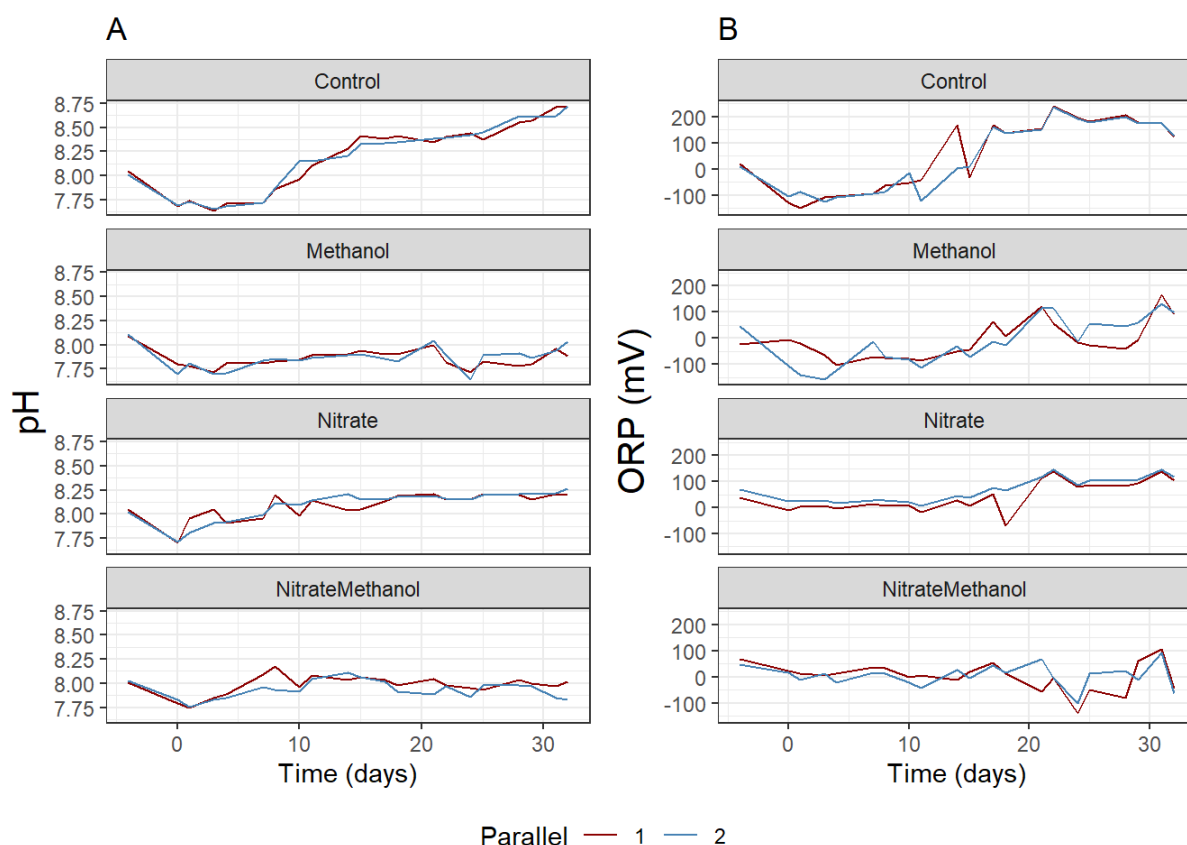 A
Control
8.75
8.50
8.25
8.00
7.75
Methanol
8.75
8.50
8.25
8.00
7.75
Nitrate
8.75
8.50
8.25
8.00
7.75
NitrateMethanol
8.75
8.50
8.25
8.00
7.75
pH
0 10 20 30
Time (days)
B
Control
200
100
0
-100
Methanol
200
100
0
-100
Nitrate
200
100
0
-100
NitrateMethanol
200
100
0
-100
ORP (mV)
0 10 20 30
Time (days)
Parallel 1 2